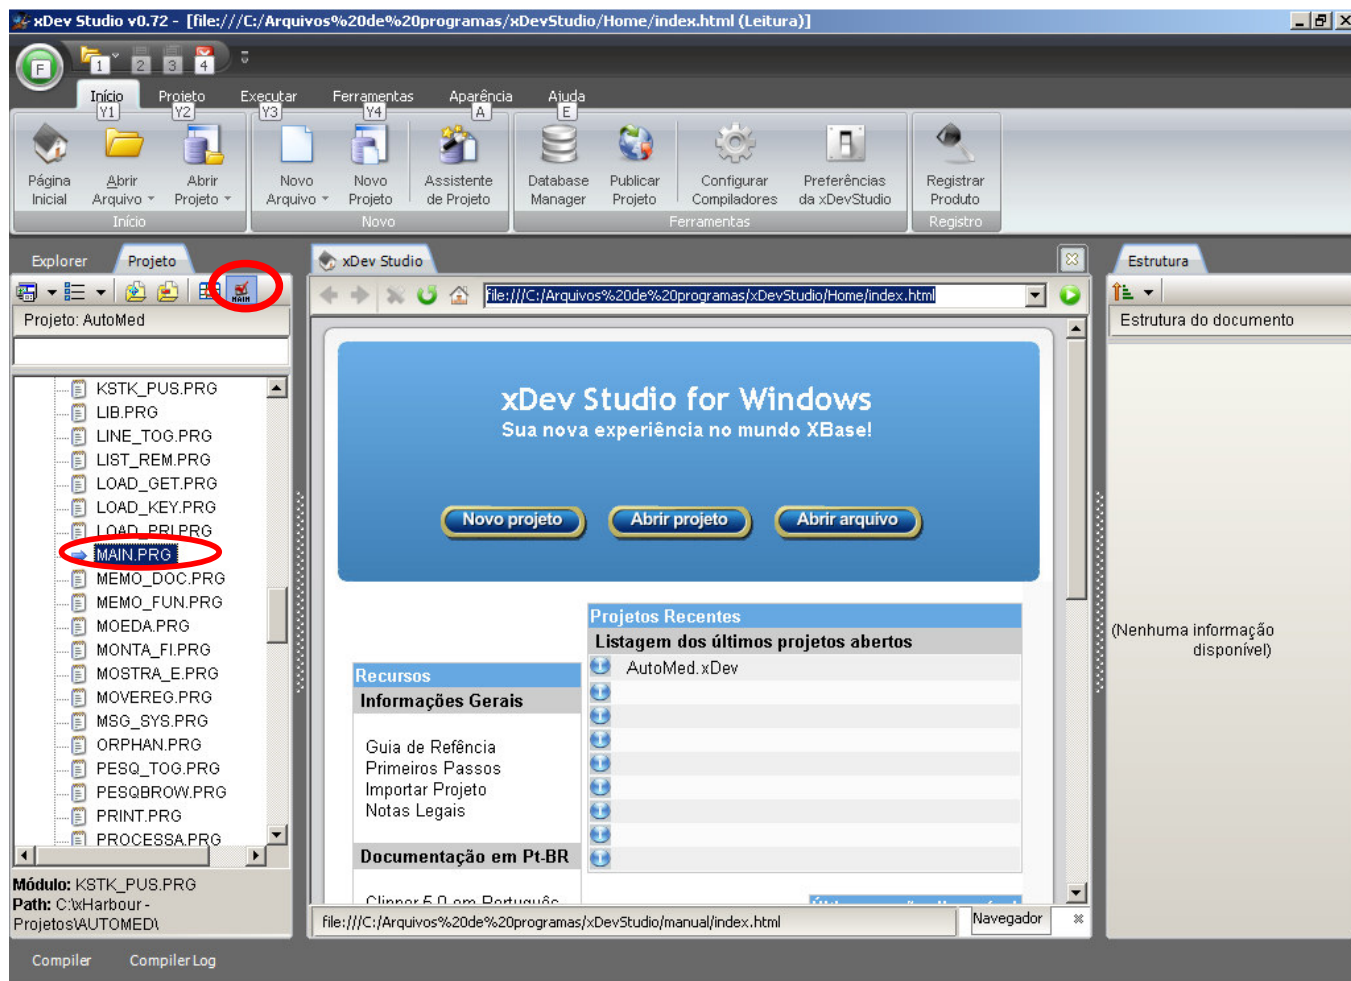 xDev Studio v0.72 - [file:///C:/Arquivos%20de%20programas/xDevStudio/Home/index.html (Leitura)]
F
1 2 3 4
Início Projeto Executar Ferramentas Aparência Ajuda
Y1 Y2 Y3 Y4 A E
Página Inicial
Abrir Arquivo
Abrir Projeto
Novo Arquivo
Novo Projeto
Assistente de Projeto
Database Manager
Publicar Projeto
Configurar Compiladores
Preferências da xDevStudio
Registrar Produto
Início Novo Ferramentas Registro
Explorer Projeto
MAIN
Projeto: AutoMed
KSTK_PUS.PRG
LIB.PRG
LINE_TOG.PRG
LIST_REM.PRG
LOAD_GET.PRG
LOAD_KEY.PRG
LOAD_PRI.PRG
MAIN.PRG
MEMO_DOC.PRG
MEMO_FUN.PRG
MOEDA.PRG
MONTA_FI.PRG
MOSTRA_E.PRG
MOVEREG.PRG
MSG_SYS.PRG
ORPHAN.PRG
PESQ_TOG.PRG
PESQBROW.PRG
PRINT.PRG
PROCESSA.PRG
Módulo: KSTK_PUS.PRG
Path: C:\xHarbour -
Projetos\AUTOMED\
xDev Studio
file:///C:/Arquivos%20de%20programas/xDevStudio/Home/index.html
xDev Studio for Windows
Sua nova experiência no mundo XBase!
Novo projeto Abrir projeto Abrir arquivo
Projetos Recentes
Listagem dos últimos projetos abertos
AutoMed.xDev
Recursos
Informações Gerais
Guia de Refência
Primeiros Passos
Importar Projeto
Notas Legais
Documentação em Pt-BR
Clipper 5.0 em Português
file:///C:/Arquivos%20de%20programas/xDevStudio/manual/index.html
Navegador
Estrutura
Estrutura do documento
(Nenhuma informação
disponível)
Compiler CompilerLog